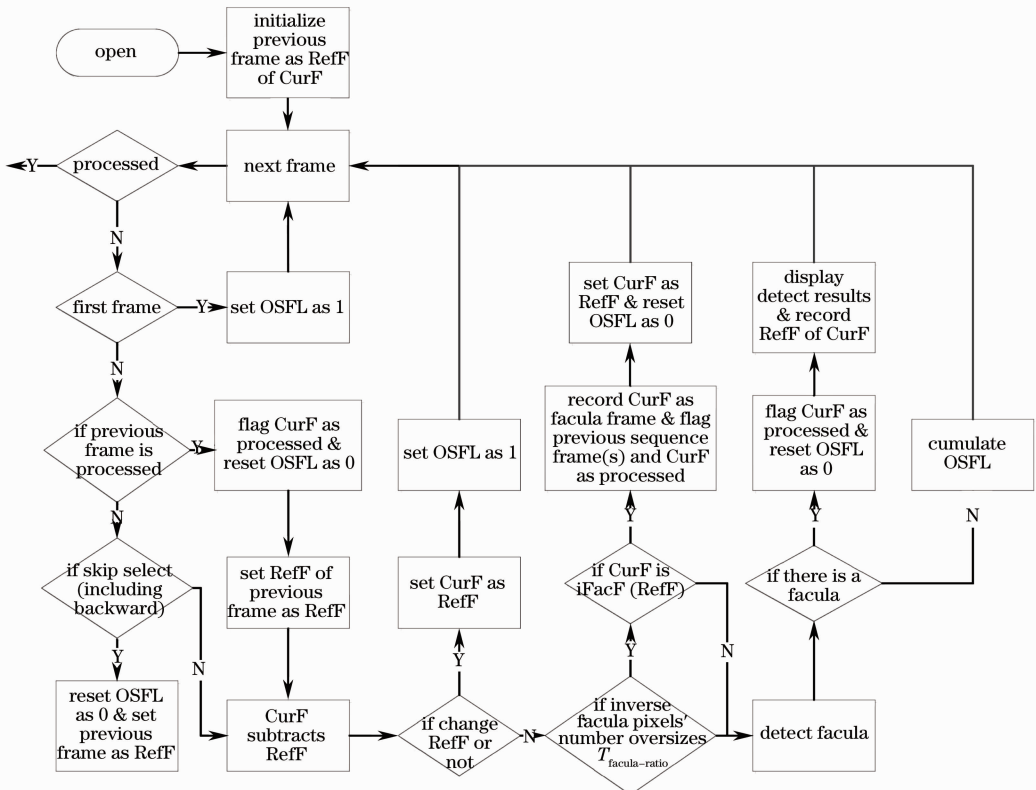 open
initialize
previous
frame as RefF
of CurF
processed
Y
next frame
N
first frame
Y
set OSFL as 1
N
if previous
frame is
processed
Y
flag CurF as
processed &
reset OSFL as 0
N
if skip select
(including
backward)
N
Y
reset OSFL
as 0 & set
previous
frame as RefF
set RefF of
previous
frame as RefF
CurF
subtracts
RefF
if change
RefF or
not
Y
set CurF as
RefF
set OSFL as 1
N
if inverse
facula pixels'
number oversizes
T facula−ratio
Y
if CurF is
iFacF (RefF)
N
Y
record CurF as
facula frame & flag
previous sequence
frame(s) and CurF
as processed
set CurF as
RefF & reset
OSFL as 0
detect facula
if there is a
facula
Y
flag CurF as
processed &
reset OSFL
as 0
display
detect results
& record
RefF of CurF
N
cumulate
OSFL